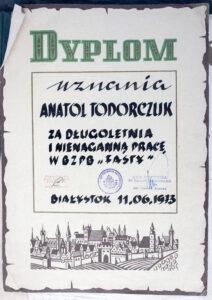 DYPLOM
uznania
ANATOL TODORCZUK
ZA DŁUGOLETNIĄ
I NIENAGANNĄ PRACĘ
W BZPB „FASTY”
BIAŁYSTOK 11.06.1973